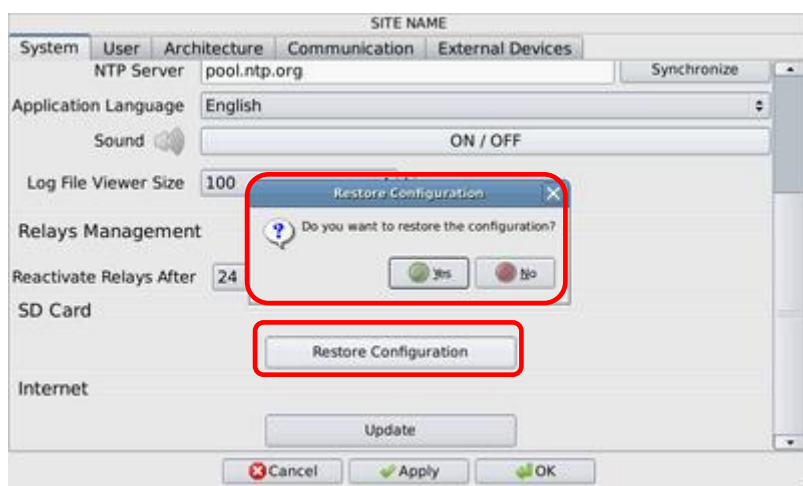 SITE NAME
System User Architecture Communication External Devices
NTP Server pool.ntp.org Synchronize
Application Language English
Sound ON / OFF
Log File Viewer Size 100
Restore Configuration
Do you want to restore the configuration?
Yes No
Relays Management
Reactivate Relays After 24
SD Card
Restore Configuration
Internet
Update
Cancel Apply OK